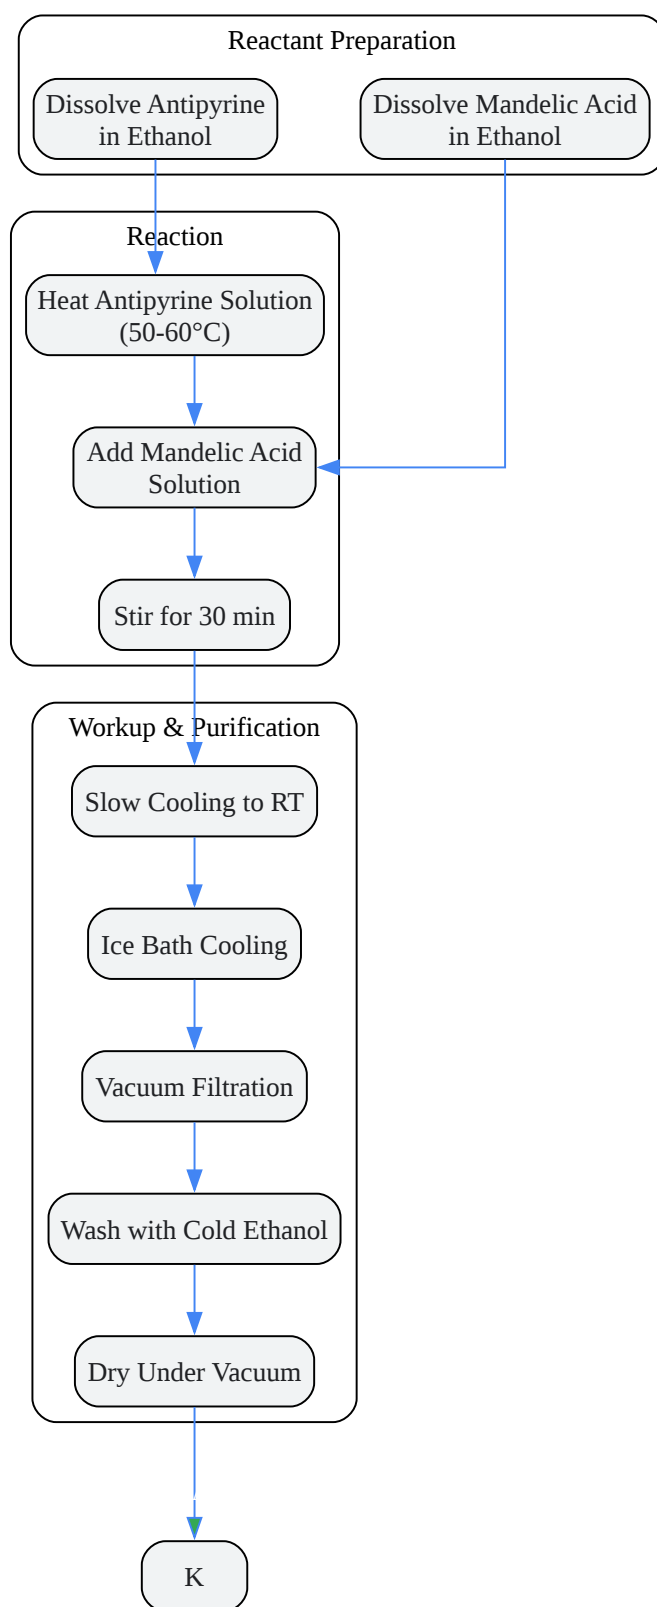 Reactant Preparation
Dissolve Antipyrine
in Ethanol
Dissolve Mandelic Acid
in Ethanol
Reaction
Heat Antipyrine Solution
(50-60°C)
Add Mandelic Acid
Solution
Stir for 30 min
Workup & Purification
Slow Cooling to RT
Ice Bath Cooling
Vacuum Filtration
Wash with Cold Ethanol
Dry Under Vacuum
K